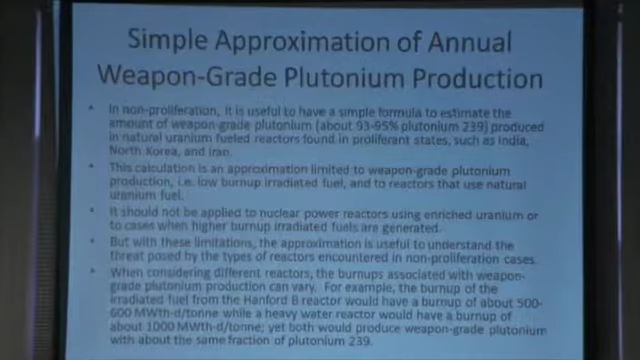 Simple Approximation of Annual
Weapon-Grade Plutonium Production
• In non-proliferation, it is useful to have a simple formula to estimate the
amount of weapon-grade plutonium (about 93-95% plutonium 239) produced
in natural uranium fueled reactors found in proliferant states, such as India,
North Korea, and Iran.
• This calculation is an approximation limited to weapon-grade plutonium
production, i.e. low burnup irradiated fuel, and to reactors that use natural
uranium fuel.
• It should not be applied to nuclear power reactors using enriched uranium or
to cases when higher burnup irradiated fuels are generated.
• But with these limitations, the approximation is useful to understand the
threat posed by the types of reactors encountered in non-proliferation cases.
• When considering different reactors, the burnups associated with weapon-
grade plutonium production can vary. For example, the burnup of the
irradiated fuel from the Hanford B reactor would have a burnup of about 500-
600 MWth-d/tonne while a heavy water reactor would have a burnup of
about 1000 MWth-d/tonne; yet both would produce weapon-grade plutonium
with about the same fraction of plutonium 239.